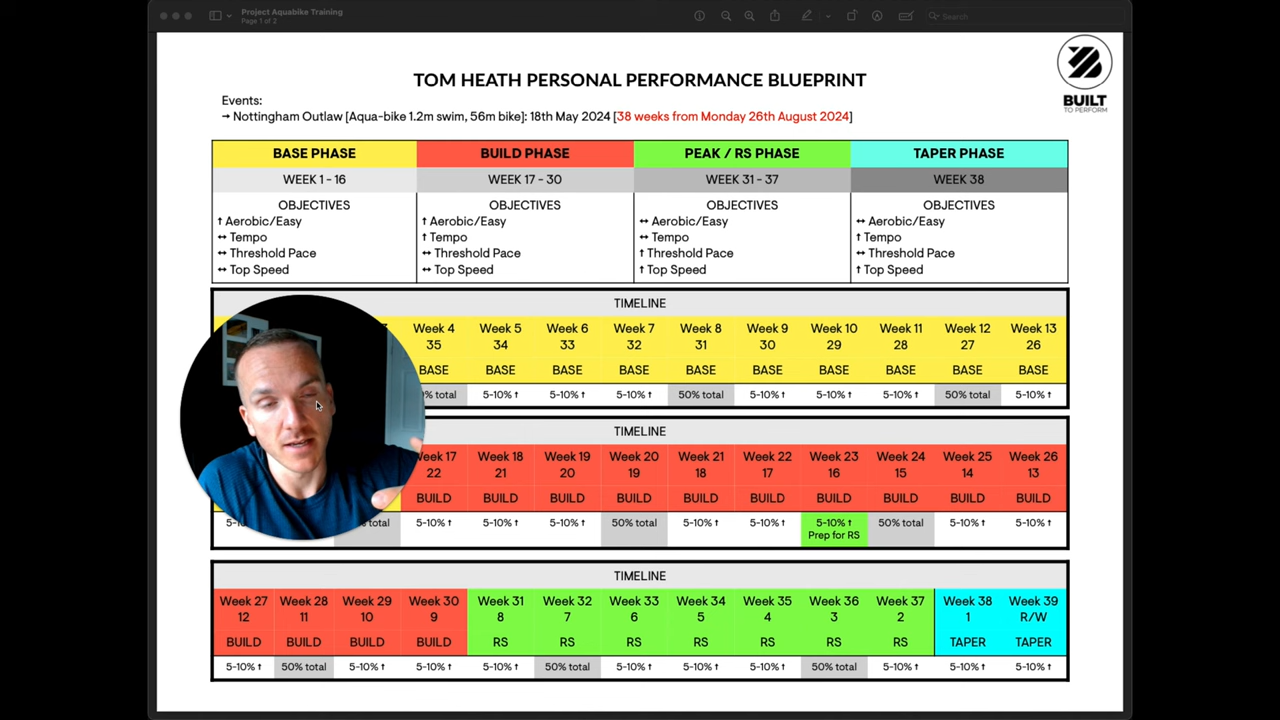 Project Aquabike Training
Page 1 of 2
Search
BUILT
TO PERFORM
TOM HEATH PERSONAL PERFORMANCE BLUEPRINT
Events:
→ Nottingham Outlaw [Aqua-bike 1.2m swim, 56m bike]: 18th May 2024 [38 weeks from Monday 26th August 2024]
BASE PHASE BUILD PHASE PEAK / RS PHASE TAPER PHASE
WEEK 1 - 16 WEEK 17 - 30 WEEK 31 - 37 WEEK 38
OBJECTIVES OBJECTIVES OBJECTIVES OBJECTIVES
↑ Aerobic/Easy ↑ Aerobic/Easy ↔ Aerobic/Easy ↔ Aerobic/Easy
↔ Tempo ↑ Tempo ↔ Tempo ↑ Tempo
↔ Threshold Pace ↔ Threshold Pace ↑ Threshold Pace ↔ Threshold Pace
↔ Top Speed ↔ Top Speed ↑ Top Speed ↑ Top Speed
TIMELINE
Week 4 Week 5 Week 6 Week 7 Week 8 Week 9 Week 10 Week 11 Week 12 Week 13
35 34 33 32 31 30 29 28 27 26
BASE BASE BASE BASE BASE BASE BASE BASE BASE BASE
% total 5-10% ↑ 5-10% ↑ 5-10% ↑ 50% total 5-10% ↑ 5-10% ↑ 5-10% ↑ 50% total 5-10% ↑
TIMELINE
Week 17 Week 18 Week 19 Week 20 Week 21 Week 22 Week 23 Week 24 Week 25 Week 26
22 21 20 19 18 17 16 15 14 13
BUILD BUILD BUILD BUILD BUILD BUILD BUILD BUILD BUILD BUILD
5-1 total 5-10% ↑ 5-10% ↑ 5-10% ↑ 50% total 5-10% ↑ 5-10% ↑ 5-10% ↑ 50% total 5-10% ↑ 5-10% ↑
Prep for RS
TIMELINE
Week 27 Week 28 Week 29 Week 30 Week 31 Week 32 Week 33 Week 34 Week 35 Week 36 Week 37 Week 38 Week 39
12 11 10 9 8 7 6 5 4 3 2 1 R/W
BUILD BUILD BUILD BUILD RS RS RS RS RS RS RS TAPER TAPER
5-10% ↑ 50% total 5-10% ↑ 5-10% ↑ 5-10% ↑ 50% total 5-10% ↑ 5-10% ↑ 5-10% ↑ 50% total 5-10% ↑ 5-10% ↑ 5-10% ↑